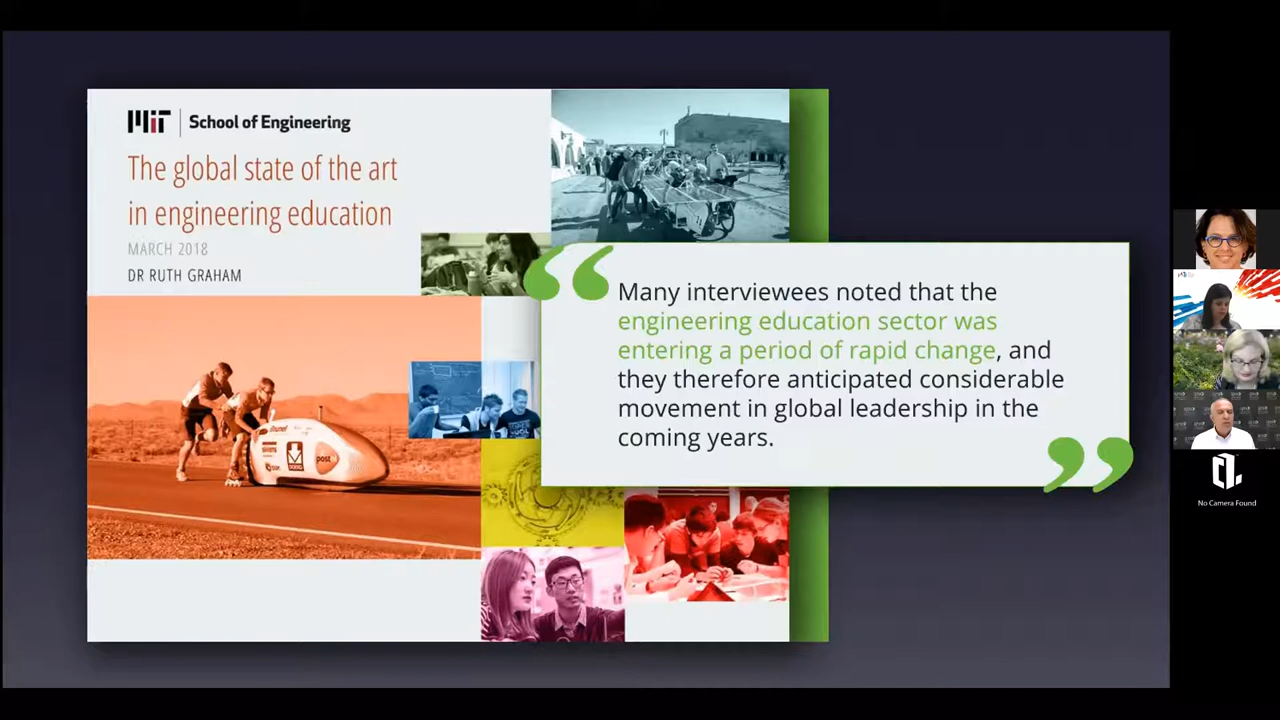 MIT School of Engineering
The global state of the art
in engineering education
MARCH 2018
DR RUTH GRAHAM
Many interviewees noted that the
engineering education sector was
entering a period of rapid change, and
they therefore anticipated considerable
movement in global leadership in the
coming years.
post
No Camera Found